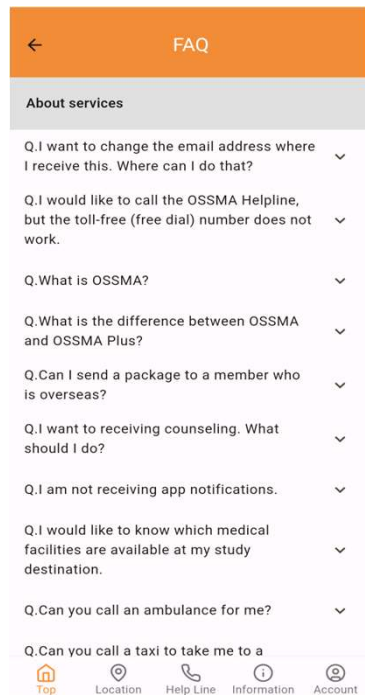 FAQ
About services
Q.I want to change the email address where
I receive this. Where can I do that?
Q.I would like to call the OSSMA Helpline,
but the toll-free (free dial) number does not
work.
Q.What is OSSMA?
Q.What is the difference between OSSMA
and OSSMA Plus?
Q.Can I send a package to a member who
is overseas?
Q.I want to receiving counseling. What
should I do?
Q.I am not receiving app notifications.
Q.I would like to know which medical
facilities are available at my study
destination.
Q.Can you call an ambulance for me?
Q.Can you call a taxi to take me to a
Top
Location
Help Line
Information
Account